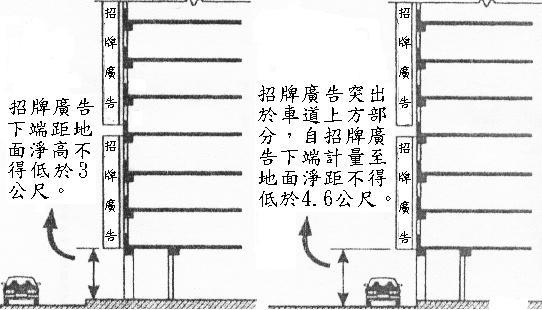 招牌廣告
招牌廣告
招牌廣告
下端距地
面淨高不
得低於3
公尺。
招牌廣告
招牌廣告
招牌廣告突出
於車道上方部
分，自招牌廣
告下端計量至
地面淨距不得
低於4.6公尺。